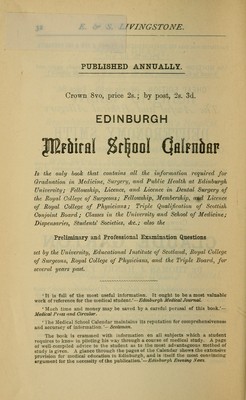 32 E. & S. LIVINGSTONE.
PUBLISHED ANNUALLY.
Crown 8vo, price 2s.; by post, 2s. 3d.
EDINBURGH
Medical School Calendar
Is the only book that contains all the information required for
Graduation in Medicine, Surgery, and Public Health at Edinburgh
University; Fellowship, Licence, and Licence in Dental Surgery of
the Royal College of Surgeons; Fellowship, Membership, and Licence
of Royal College of Physicians; Triple Qualification of Scottish
Conjoint Board; Classes in the University and School of Medicine;
Dispensaries, Students' Societies, &c.; also the
Preliminary and Professional Examination Questions
set by the University, Educational Institute of Scotland, Royal College
of Surgeons, Royal College of Physicians, and the Triple Board, for
several years past.
'It is full of the most useful information. It ought to be a most valuable
work of reference for the medical student.'—Edinburgh Medical Journal.
'Much time and money may be saved by a careful perusal of this book.'—
Medical Press and Circular.
'The Medical School Calendar maintains its reputation for comprehensiveness
and accuracy of information.'—Scotsman.
The book is crammed with information on all subjects which a student
requires to know in plotting his way through a course of medical study. A page
of well-compiled advice to the student as to the most advantageous method of
study is given. A glance through the pages of the Calendar shows the extensive
provision for medical education in Edinburgh, and is itself the most convincing
argument for the necessity of the publication.'—Edinburgh Evening News.